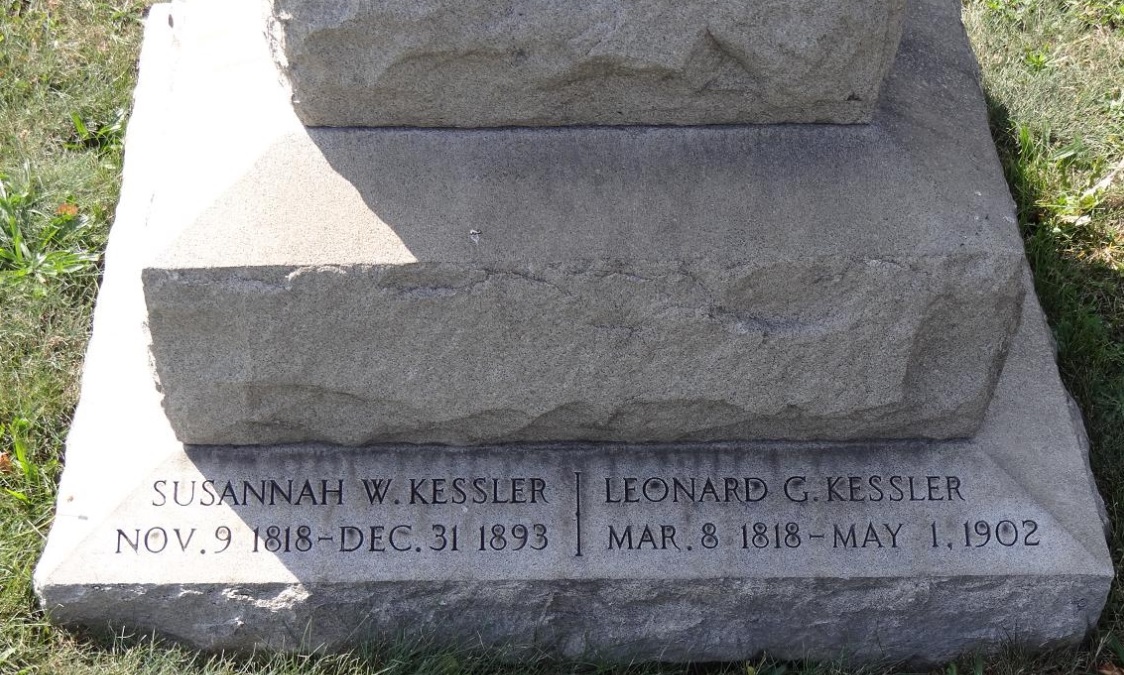 SUSANNAH W. KESSLER
NOV. 9 1818-DEC. 31 1893
LEONARD G. KESSLER
MAR. 8 1818-MAY 1, 1902